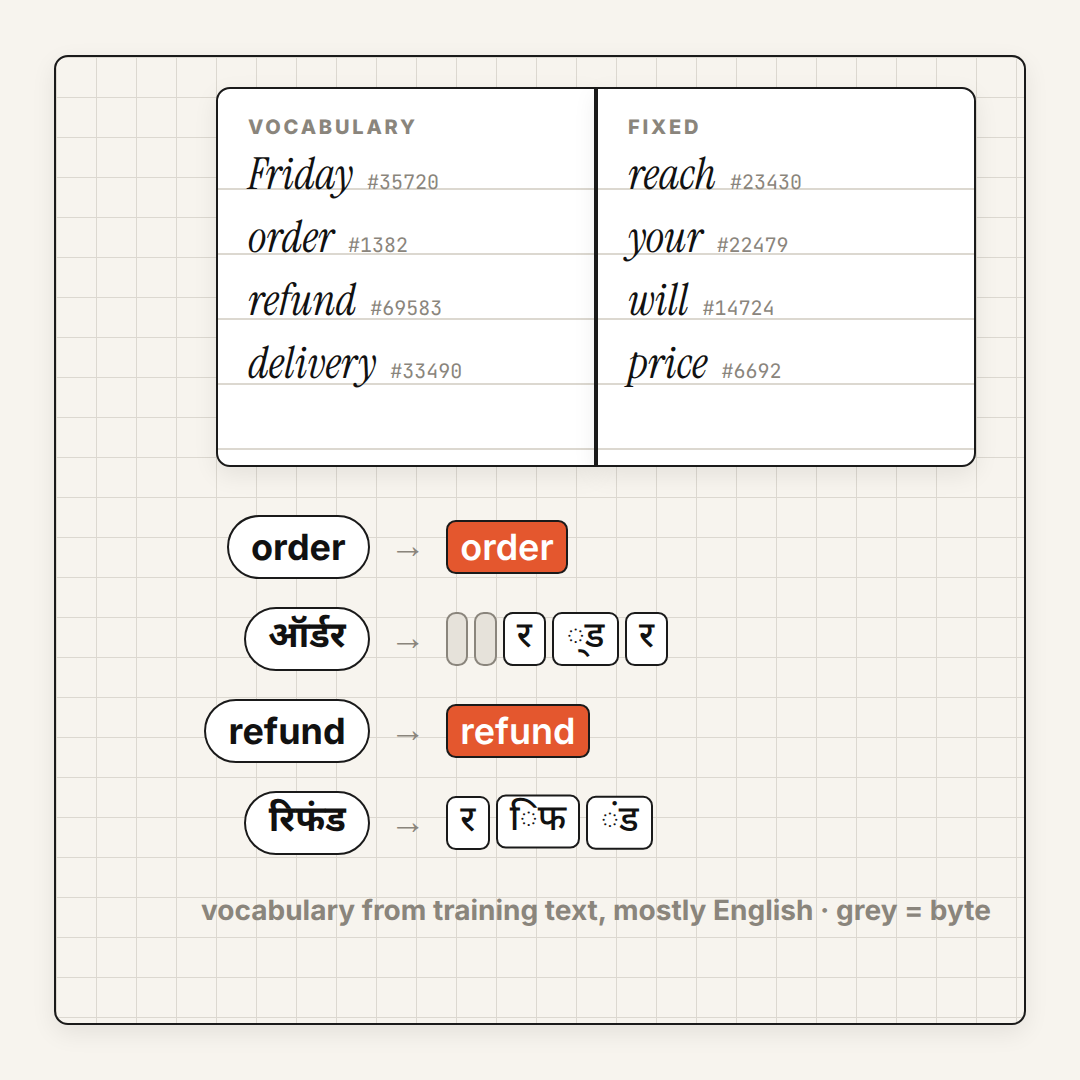 VOCABULARY
Friday #35720
order #1382
refund #69583
delivery #33490
FIXED
reach #23430
your #22479
will #14724
price #6692
order → order
ऑर्डर → र ्ड र
refund → refund
रिफंड → र िफ ंड
vocabulary from training text, mostly English · grey = byte